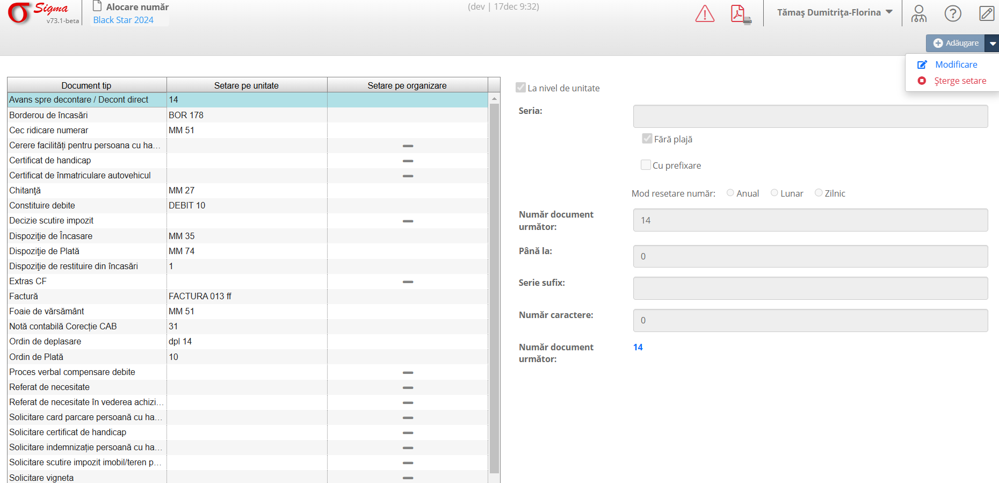 Sigma
v73.1-beta
Alocare număr
Black Star 2024
(dev | 17dec 9:32)
Tămaş Dumitriţa-Florina
Adăugare
Modificare
Şterge setare
Document tip Setare pe unitate Setare pe organizare
Avans spre decontare / Decont direct 14
Borderou de încasări BOR 178
Cec ridicare numerar MM 51
Cerere facilități pentru persoana cu ha...
Certificat de handicap
Certificat de înmatriculare autovehicul
Chitanţă MM 27
Constituire debite DEBIT 10
Decizie scutire impozit
Dispoziţie de Încasare MM 35
Dispoziţie de Plată MM 74
Dispoziţie de restituire din încasări 1
Extras CF
Factură FACTURA 013 ff
Foaie de vărsământ MM 51
Notă contabilă Corecție CAB 31
Ordin de deplasare dpl 14
Ordin de Plată 10
Proces verbal compensare debite
Referat de necesitate
Referat de necesitate în vederea achizi...
Solicitare card parcare persoană cu ha...
Solicitare certificat de handicap
Solicitare indemnizație persoană cu ha...
Solicitare scutire impozit imobil/teren p...
Solicitare vigneta
La nivel de unitate
Seria:
Fără plajă
Cu prefixare
Mod resetare număr: Anual Lunar Zilnic
Număr document
următor:
14
Până la:
0
Serie sufix:
Număr caractere:
0
Număr document
următor:
14